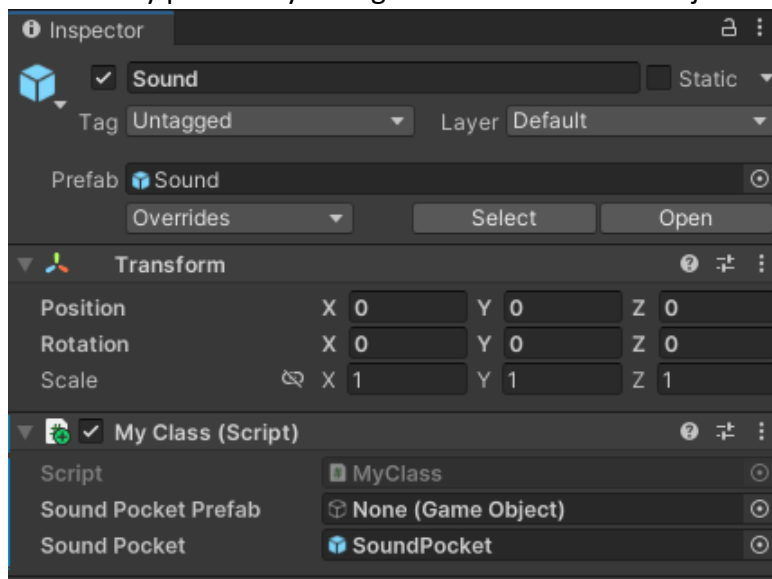 Inspector
Sound Static
Tag Untagged Layer Default
Prefab Sound
Overrides Select Open
Transform
Position X 0 Y 0 Z 0
Rotation X 0 Y 0 Z 0
Scale X 1 Y 1 Z 1
My Class (Script)
Script MyClass
Sound Pocket Prefab None (Game Object)
Sound Pocket SoundPocket